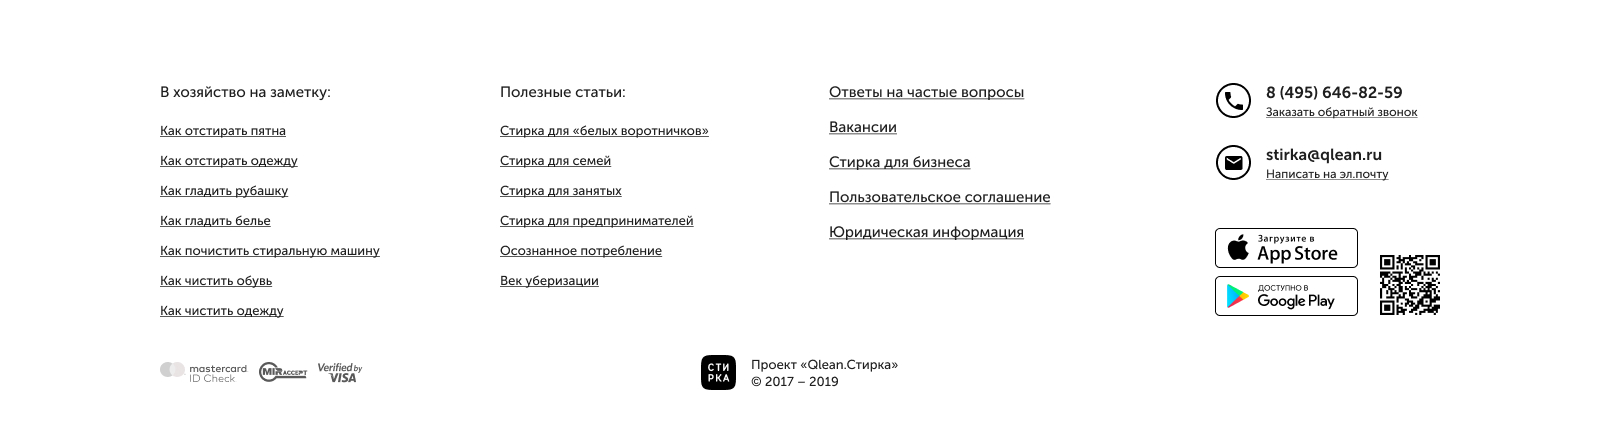 В хозяйство на заметку:
Как отстирать пятна
Как отстирать одежду
Как гладить рубашку
Как гладить белье
Как почистить стиральную машину
Как чистить обувь
Как чистить одежду
Полезные статьи:
Стирка для «белых воротничков»
Стирка для семей
Стирка для занятых
Стирка для предпринимателей
Осознанное потребление
Век уберизации
Ответы на частые вопросы
Вакансии
Стирка для бизнеса
Пользовательское соглашение
Юридическая информация
8 (495) 646-82-59
Заказать обратный звонок
stirka@qlean.ru
Написать на эл.почту
Загрузите в
App Store
ДОСТУПНО В
Google Play
mastercard
ID Check
MIR ACCEPT
Verified by
VISA
СТИ
РКА
Проект «Qlean.Стирка»
© 2017 – 2019